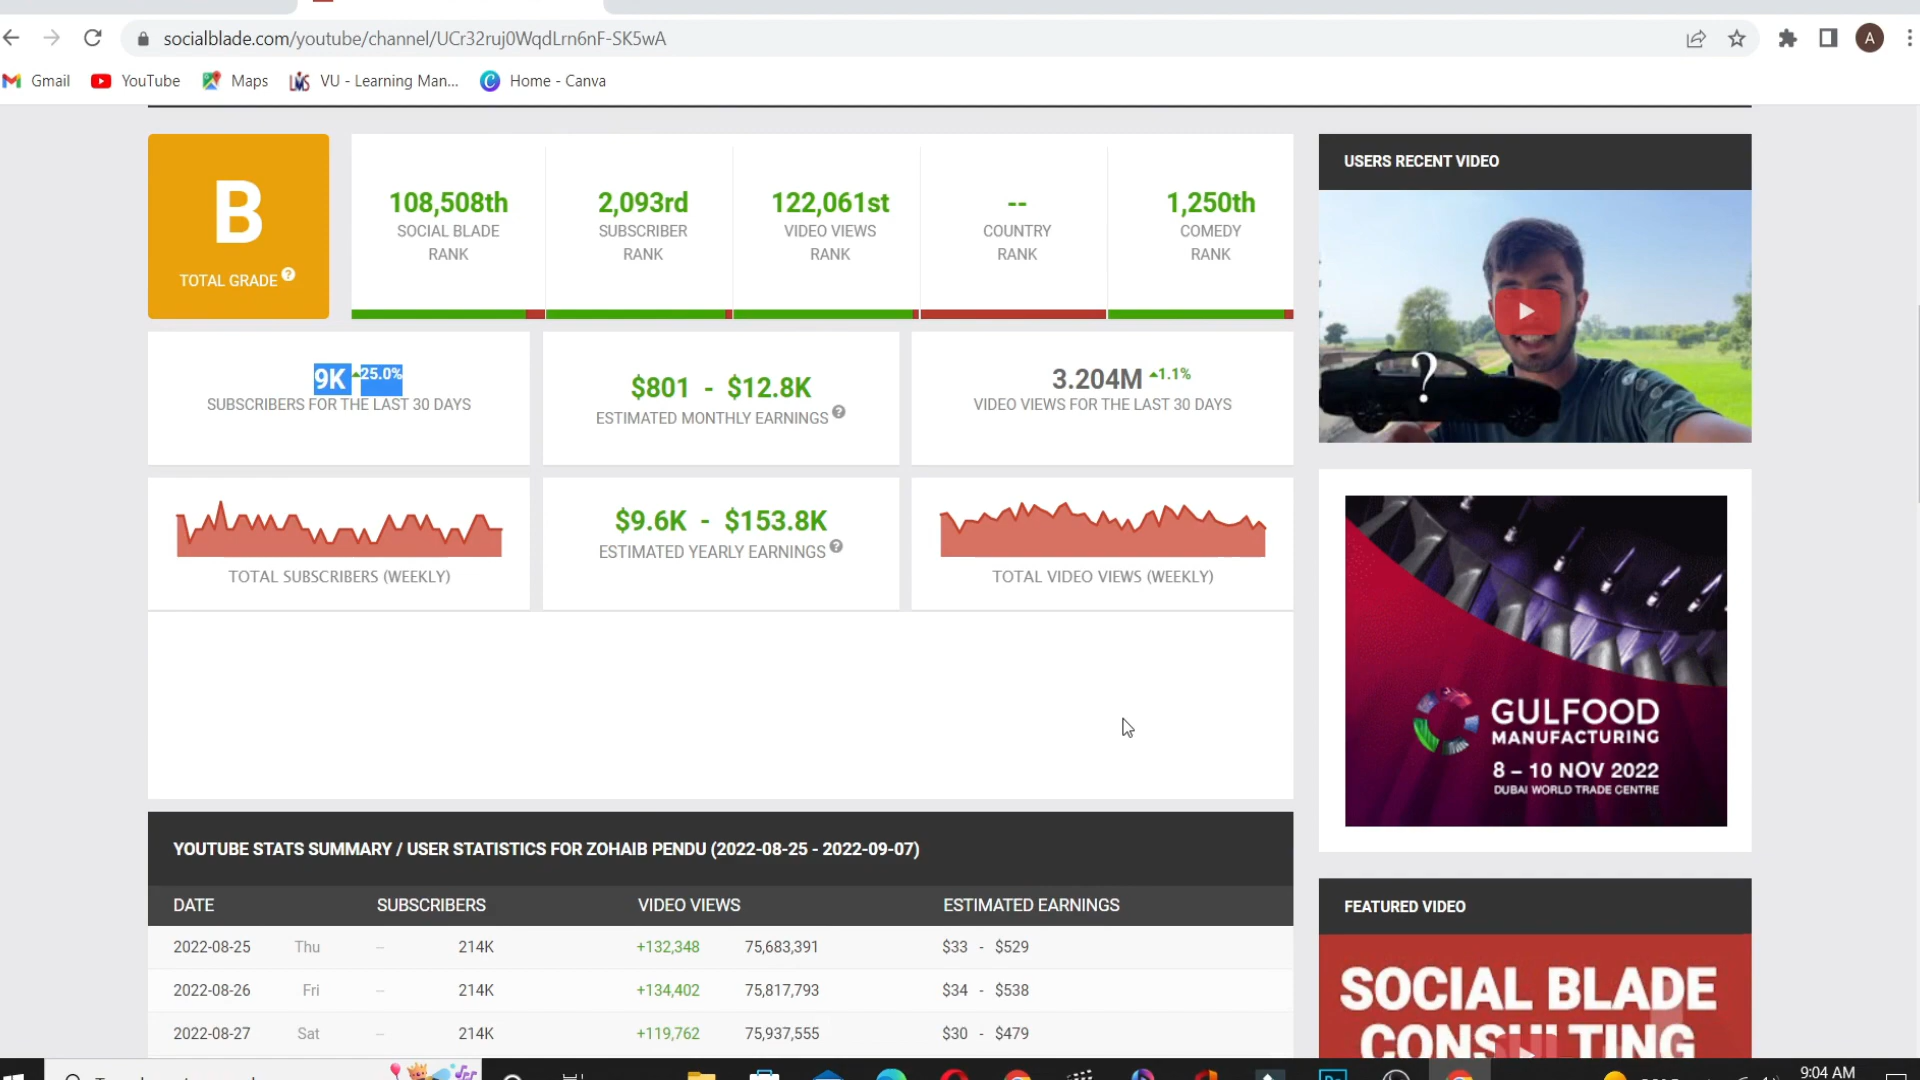 socialblade.com/youtube/channel/UCr32ruj0WqdLrn6nF-SK5wA
A
Gmail YouTube Maps VU - Learning Man... Home - Canva
B
TOTAL GRADE ?
108,508th
SOCIAL BLADE
RANK
2,093rd
SUBSCRIBER
RANK
122,061st
VIDEO VIEWS
RANK
--
COUNTRY
RANK
1,250th
COMEDY
RANK
USERS RECENT VIDEO
?
9K 25.0%
SUBSCRIBERS FOR THE LAST 30 DAYS
$801 - $12.8K
ESTIMATED MONTHLY EARNINGS ?
3.204M 1.1%
VIDEO VIEWS FOR THE LAST 30 DAYS
TOTAL SUBSCRIBERS (WEEKLY)
$9.6K - $153.8K
ESTIMATED YEARLY EARNINGS ?
TOTAL VIDEO VIEWS (WEEKLY)
GULFOOD
MANUFACTURING
8 – 10 NOV 2022
DUBAI WORLD TRADE CENTRE
YOUTUBE STATS SUMMARY / USER STATISTICS FOR ZOHAIB PENDU (2022-08-25 - 2022-09-07)
DATE SUBSCRIBERS VIDEO VIEWS ESTIMATED EARNINGS
2022-08-25 Thu -- 214K +132,348 75,683,391 $33 - $529
2022-08-26 Fri -- 214K +134,402 75,817,793 $34 - $538
2022-08-27 Sat -- 214K +119,762 75,937,555 $30 - $479
FEATURED VIDEO
SOCIAL BLADE
CONSULTING
9:04 AM